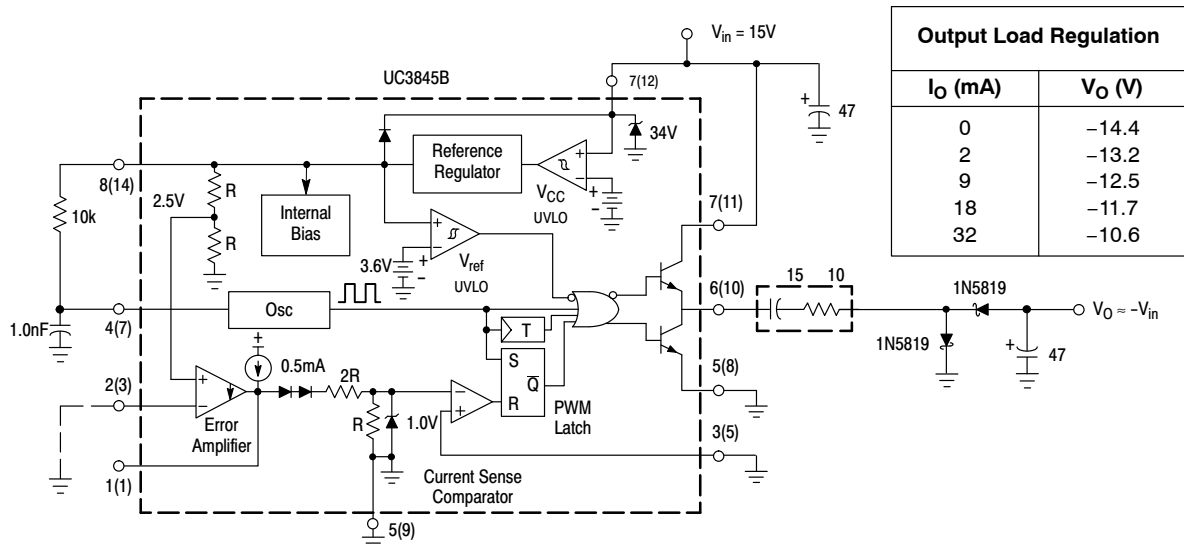 V_in = 15V
UC3845B
7(12)
+
47
34V
Reference
Regulator
+
−
+
−
V_CC
UVLO
8(14)
R
2.5V
10k
Internal
Bias
R
+
−
3.6V
+
−
V_ref
UVLO
7(11)
15 10
6(10)
1N5819
V_O ≈ −V_in
1N5819
+
47
Osc
4(7)
1.0nF
T
+
0.5mA
S
Q̄
R
PWM
Latch
5(8)
2(3)
+
−
Error
Amplifier
2R
R
1.0V
−
+
3(5)
Current Sense
Comparator
1(1)
5(9)
Output Load Regulation
I_O (mA) V_O (V)
0 −14.4
2 −13.2
9 −12.5
18 −11.7
32 −10.6